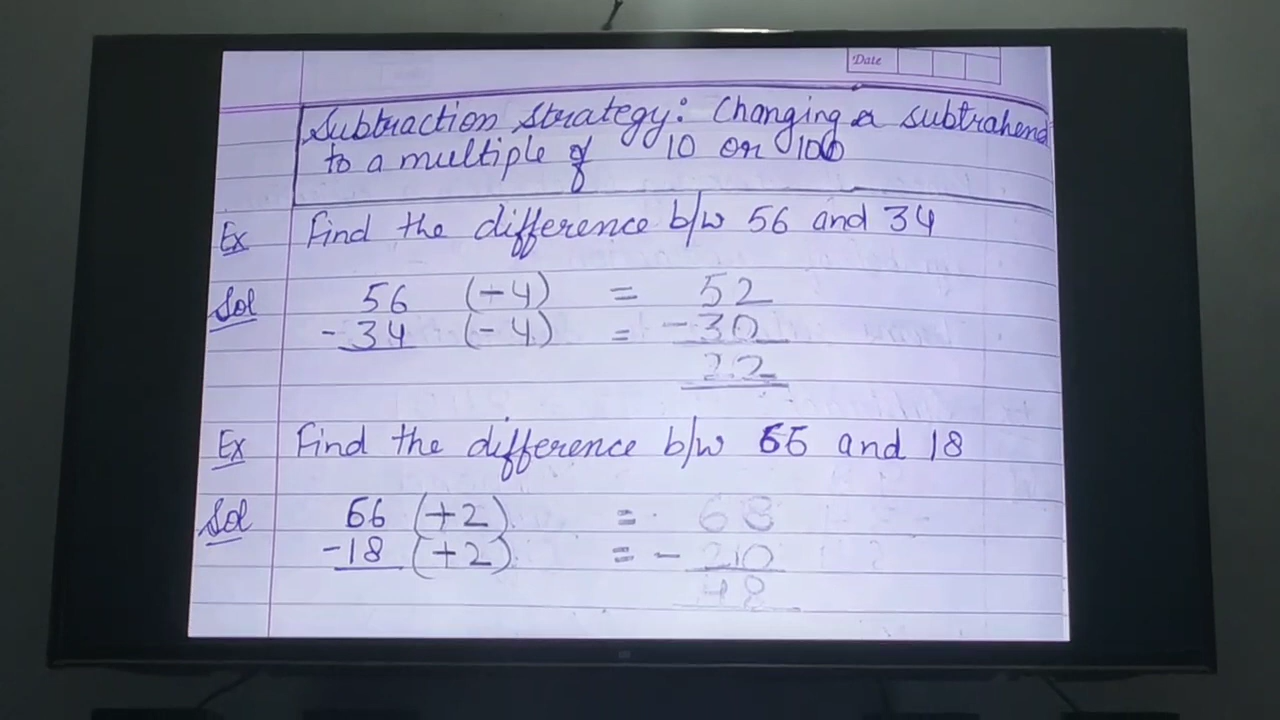 Date
Subtraction Strategy: Changing a subtrahend
to a multiple of 10 or 100
Ex Find the difference b/w 56 and 34
Sol 56 (-4) = 52
-34 (-4) = -30
22
Ex Find the difference b/w 66 and 18
Sol 66 (+2) = 68
-18 (+2) = -20
48